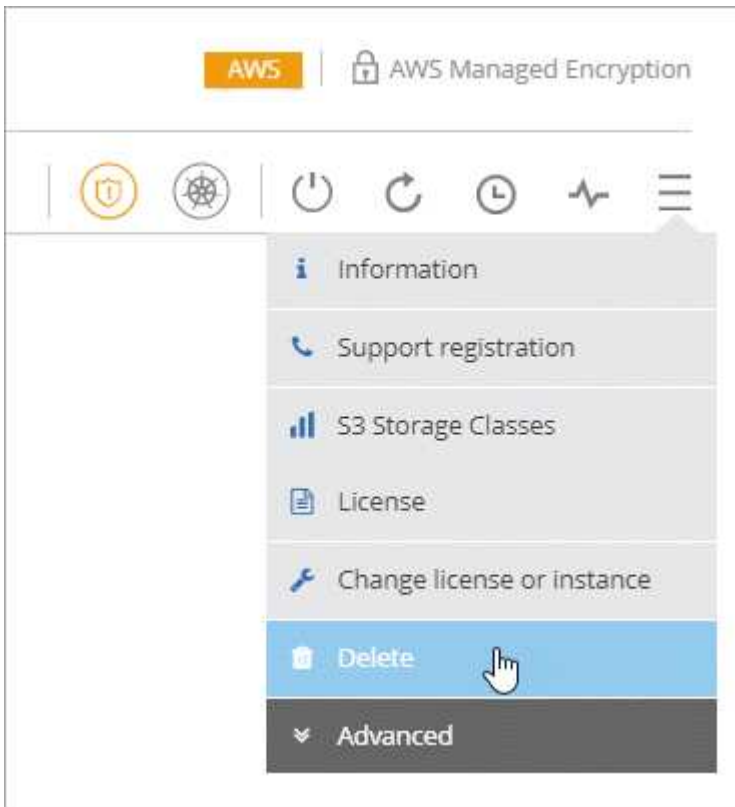 AWS
AWS Managed Encryption
Information
Support registration
S3 Storage Classes
License
Change license or instance
Delete
Advanced